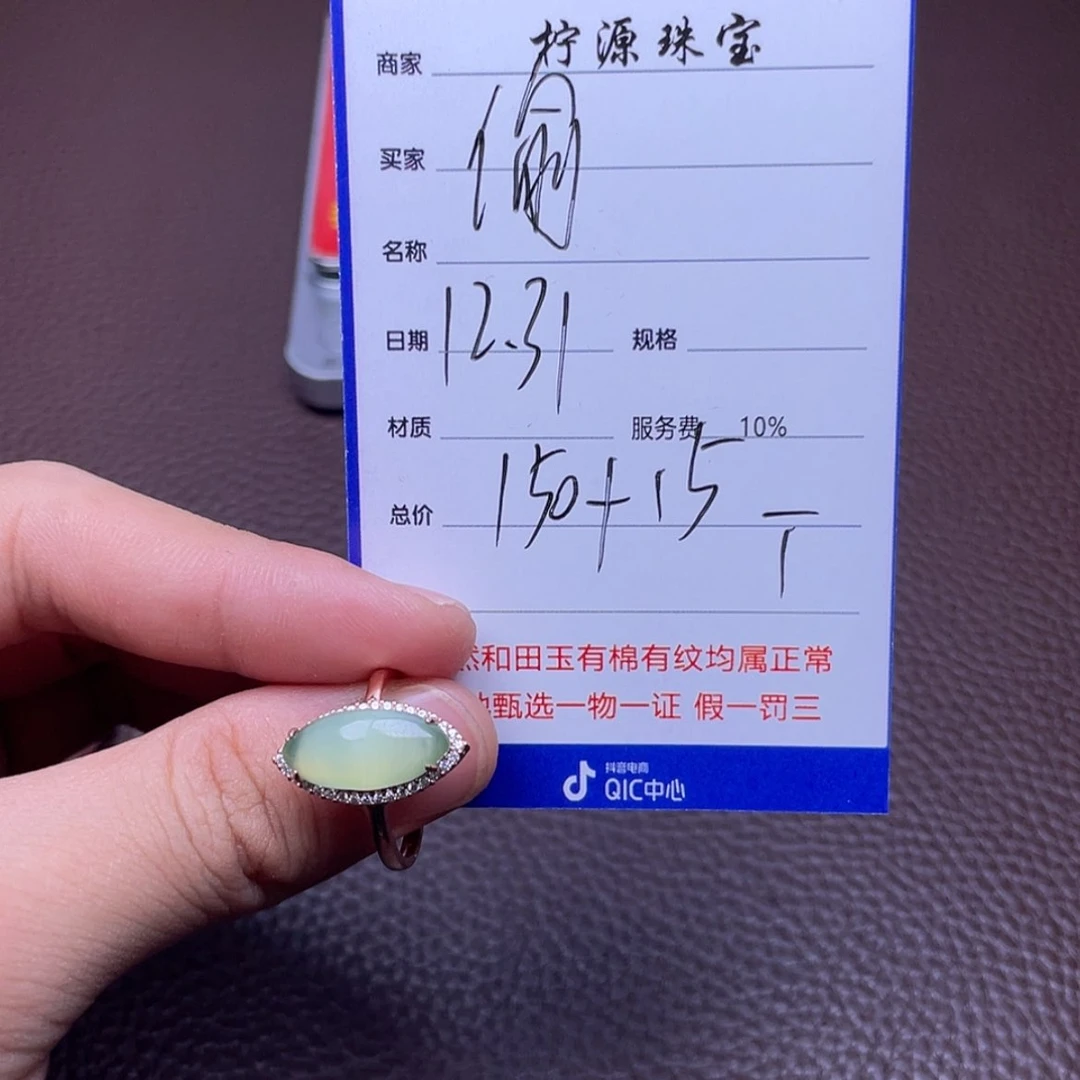 商家 柠源珠宝
买家 偷
名称
日期 12.31 规格
材质 服务费 10%
总价 150+15
T
然和田玉有棉有纹均属正常
甄选一物一证 假一罚三
抖音电商
QIC中心